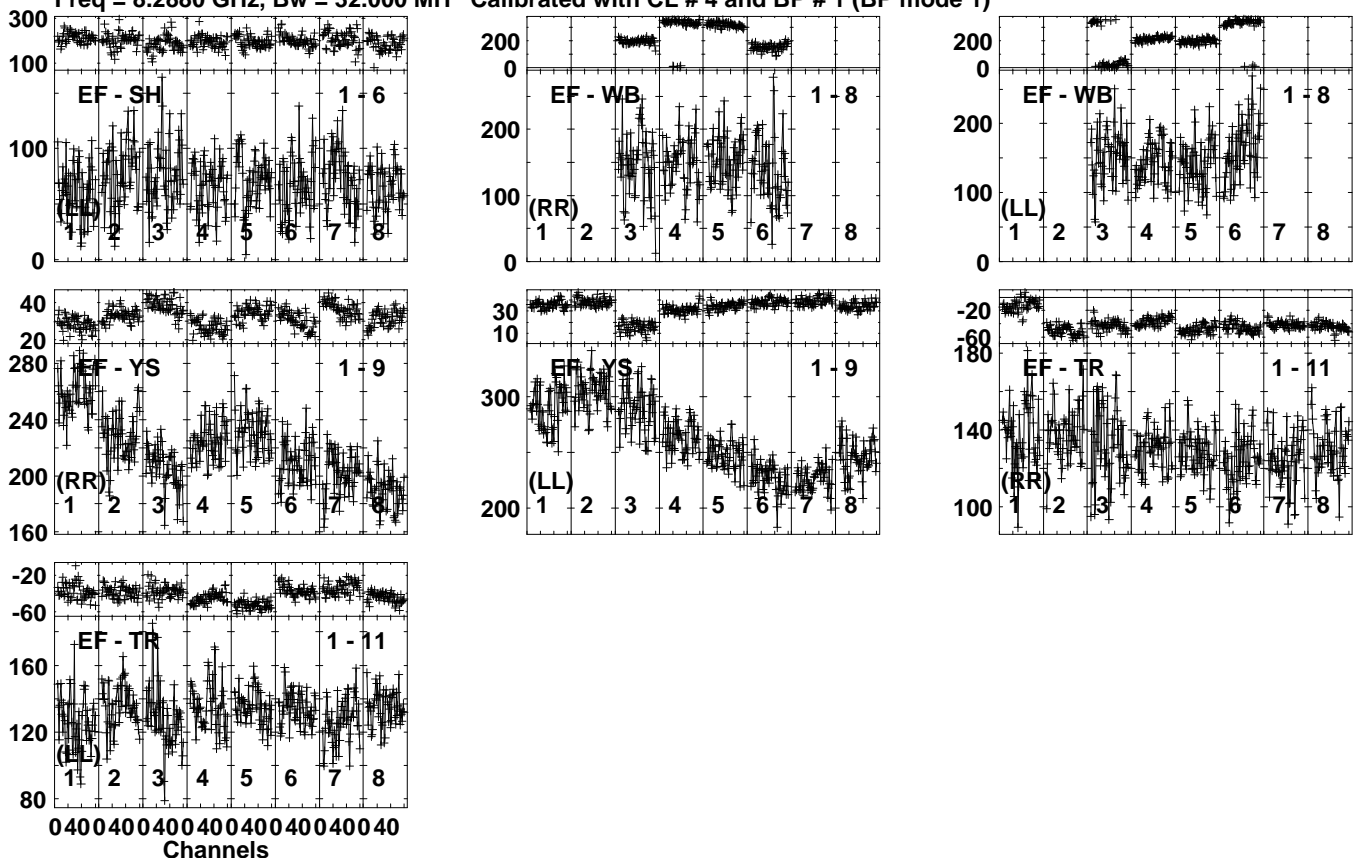 Freq = 8.2880 GHz, Bw = 32.000 MH Calibrated with CL # 4 and BP # 1 (BP mode 1)
300
100
EF - SH 1 - 6
100
0
(LL)
1 2 3 4 5 6 7 8
200
0
EF - WB 1 - 8
200
100
0
(RR)
1 2 3 4 5 6 7 8
200
0
EF - WB 1 - 8
200
100
0
(LL)
1 2 3 4 5 6 7 8
40
20
EF - YS 1 - 9
280
240
200
160
(RR)
1 2 3 4 5 6 7 8
30
10
EF - YS 1 - 9
300
200
(LL)
1 2 3 4 5 6 7 8
-20
-60
EF - TR 1 - 11
180
140
100
(RR)
1 2 3 4 5 6 7 8
-20
-60
EF - TR 1 - 11
160
120
80
(LL)
1 2 3 4 5 6 7 8
0 40 0 40 0 40 0 40 0 40 0 40 0 40 0 40
Channels